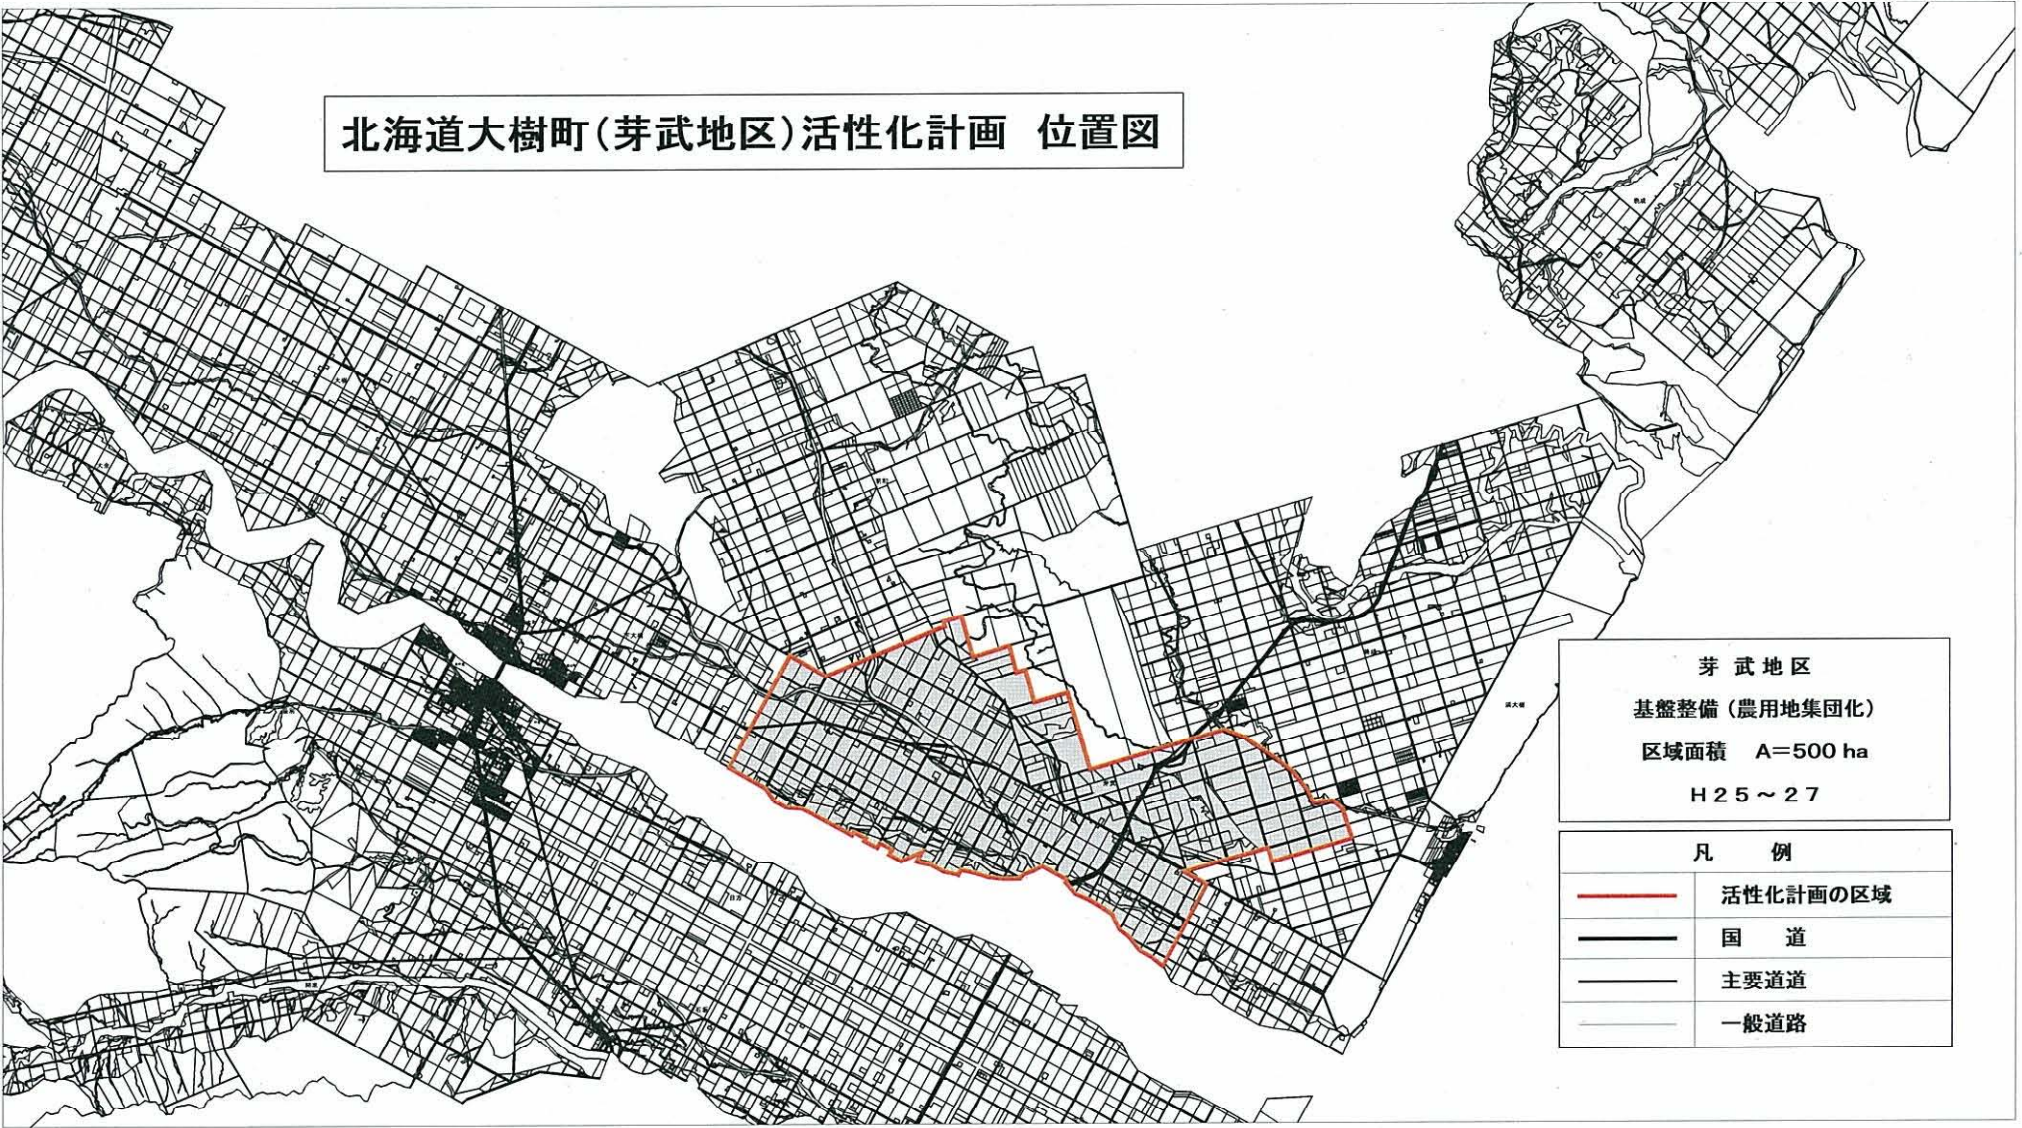 北海道大樹町(芽武地区)活性化計画 位置図
芽武地区
基盤整備(農用地集団化)
区域面積 A=500 ha
H25~27
凡 例
活性化計画の区域
国 道
主要道道
一般道路